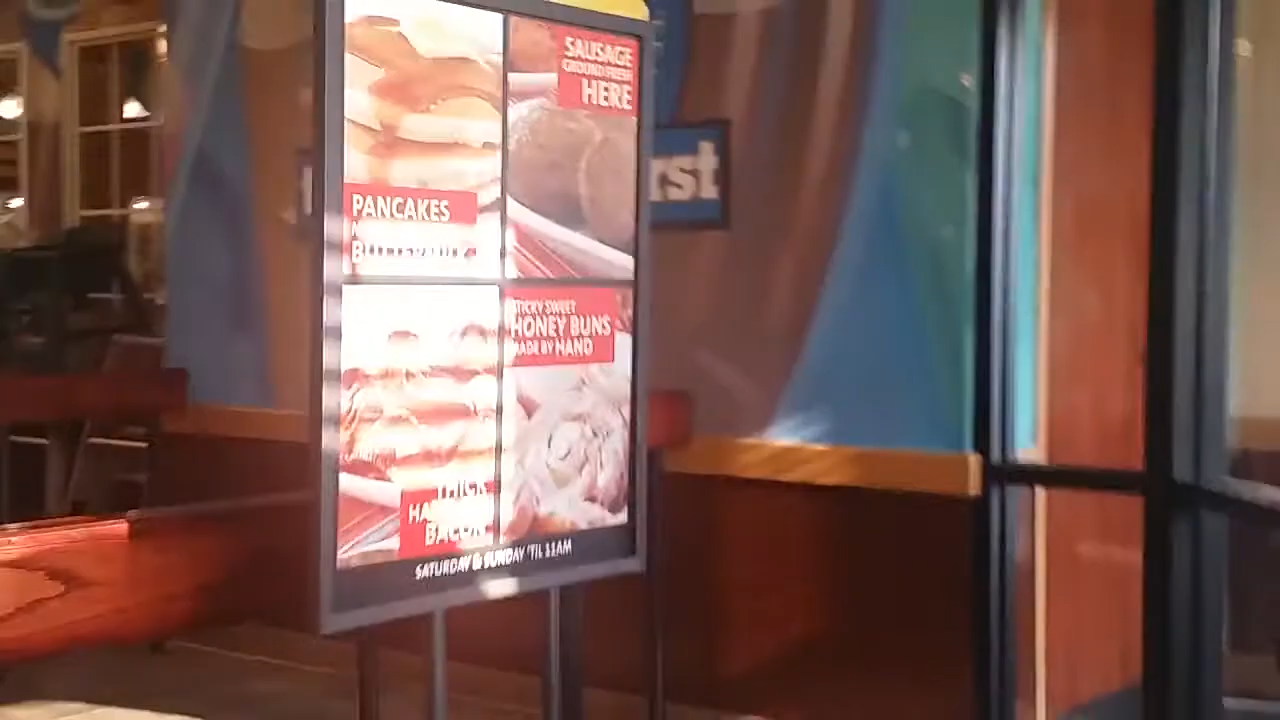 PANCAKES
BUTTERMILK
SAUSAGE
GROUND FRESH
HERE
rst
STICKY SWEET
HONEY BUNS
MADE BY HAND
THICK
BACON
SATURDAY & SUNDAY 'TIL 11AM